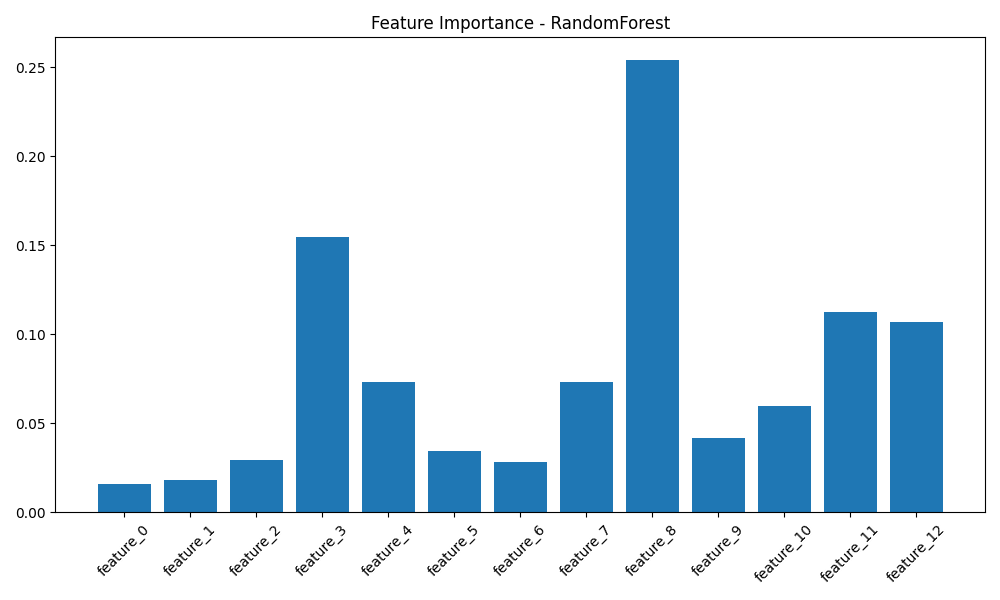 Feature Importance - RandomForest
0.25
0.20
0.15
0.10
0.05
0.00
feature_0
feature_1
feature_2
feature_3
feature_4
feature_5
feature_6
feature_7
feature_8
feature_9
feature_10
feature_11
feature_12